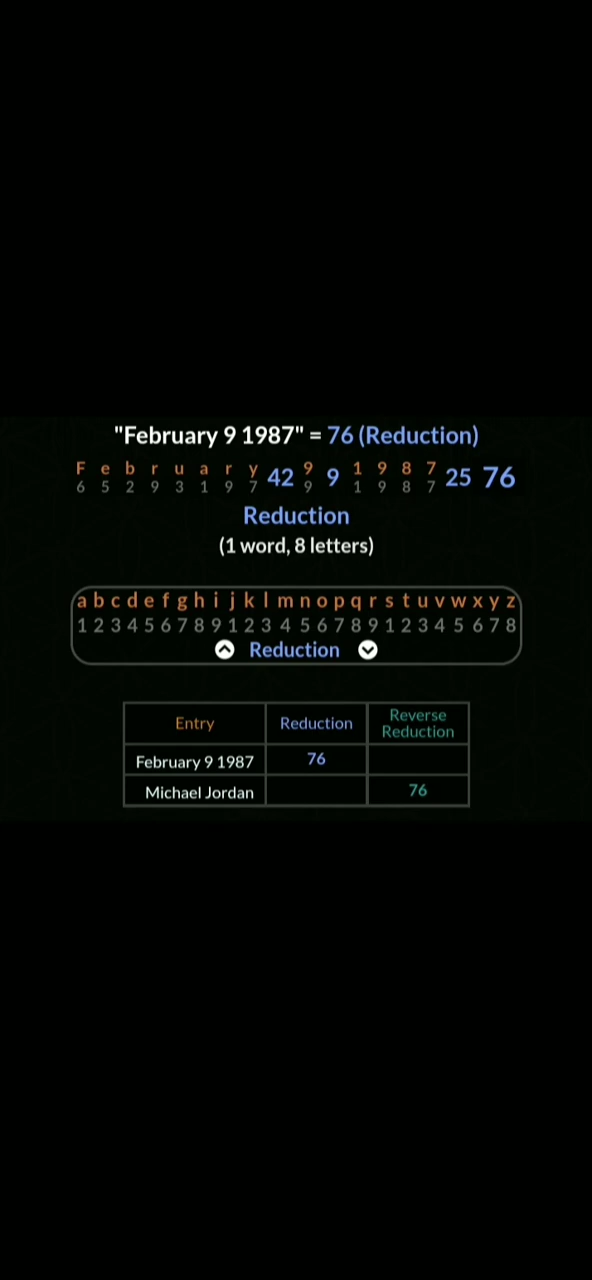 "February 9 1987" = 76 (Reduction)
F e b r u a r y 42 9 9 1 9 8 7 25 76
6 5 2 9 3 1 9 7 9 1 9 8 7
Reduction
(1 word, 8 letters)
a b c d e f g h i j k l m n o p q r s t u v w x y z
1 2 3 4 5 6 7 8 9 1 2 3 4 5 6 7 8 9 1 2 3 4 5 6 7 8
Reduction
Entry Reduction Reverse Reduction
February 9 1987 76
Michael Jordan 76